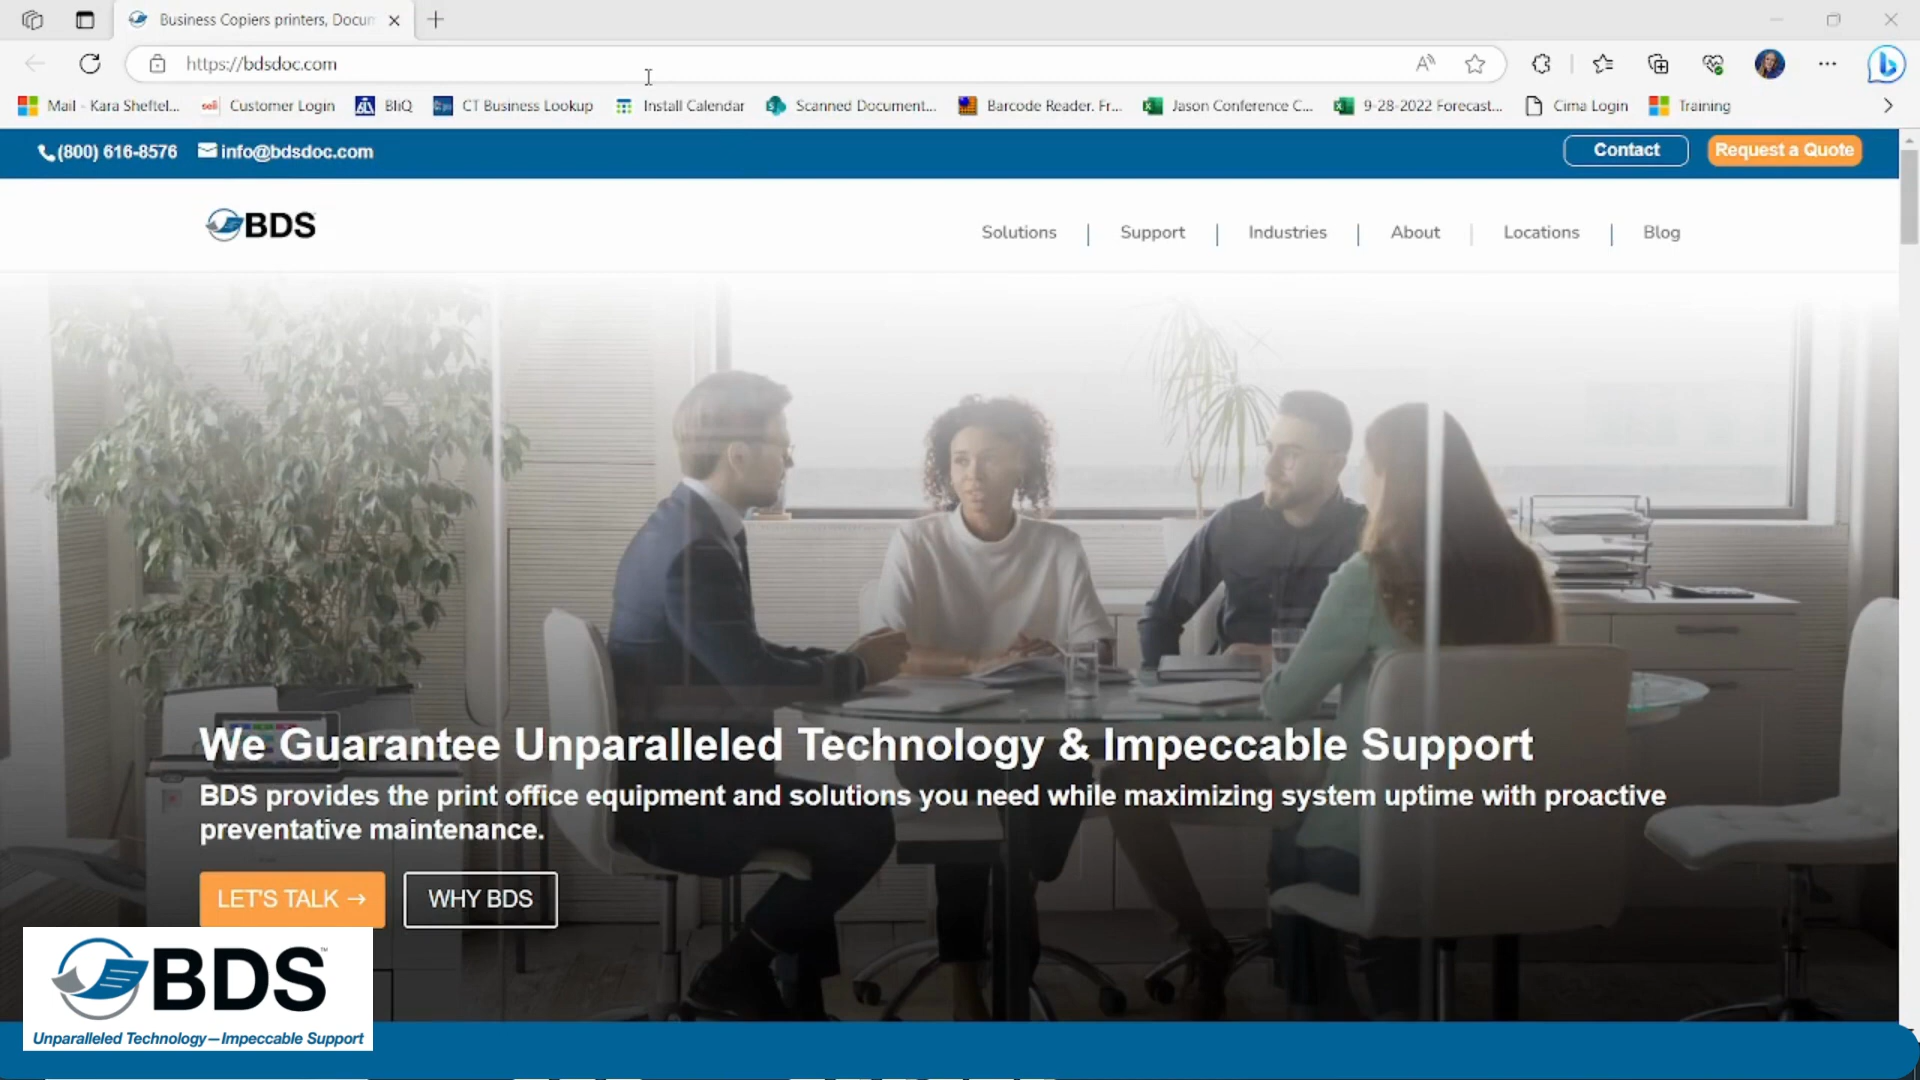 Business Copiers printers, Docum
https://bdsdoc.com
Mail - Kara Sheftel...
Customer Login
BliQ
CT Business Lookup
Install Calendar
Scanned Document...
Barcode Reader. Fr...
Jason Conference C...
9-28-2022 Forecast...
Cima Login
Training
(800) 616-8576
info@bdsdoc.com
Contact
Request a Quote
BDS
Solutions
Support
Industries
About
Locations
Blog
We Guarantee Unparalleled Technology & Impeccable Support
BDS provides the print office equipment and solutions you need while maximizing system uptime with proactive
preventative maintenance.
LET'S TALK →
WHY BDS
BDS™
Unparalleled Technology—Impeccable Support